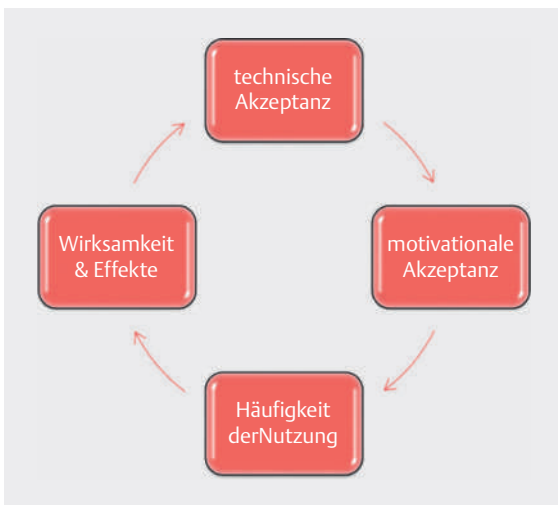 technische
Akzeptanz
motivationale
Akzeptanz
Häufigkeit
derNutzung
Wirksamkeit
& Effekte